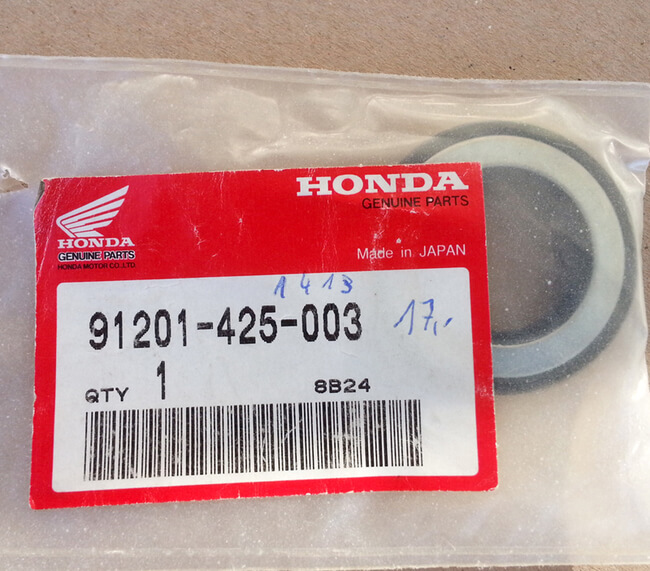 HONDA
GENUINE PARTS
HONDA
GENUINE PARTS
HONDA MOTOR CO.,LTD.
Made in JAPAN
1413
91201-425-003
17,-
QTY 1
8B24